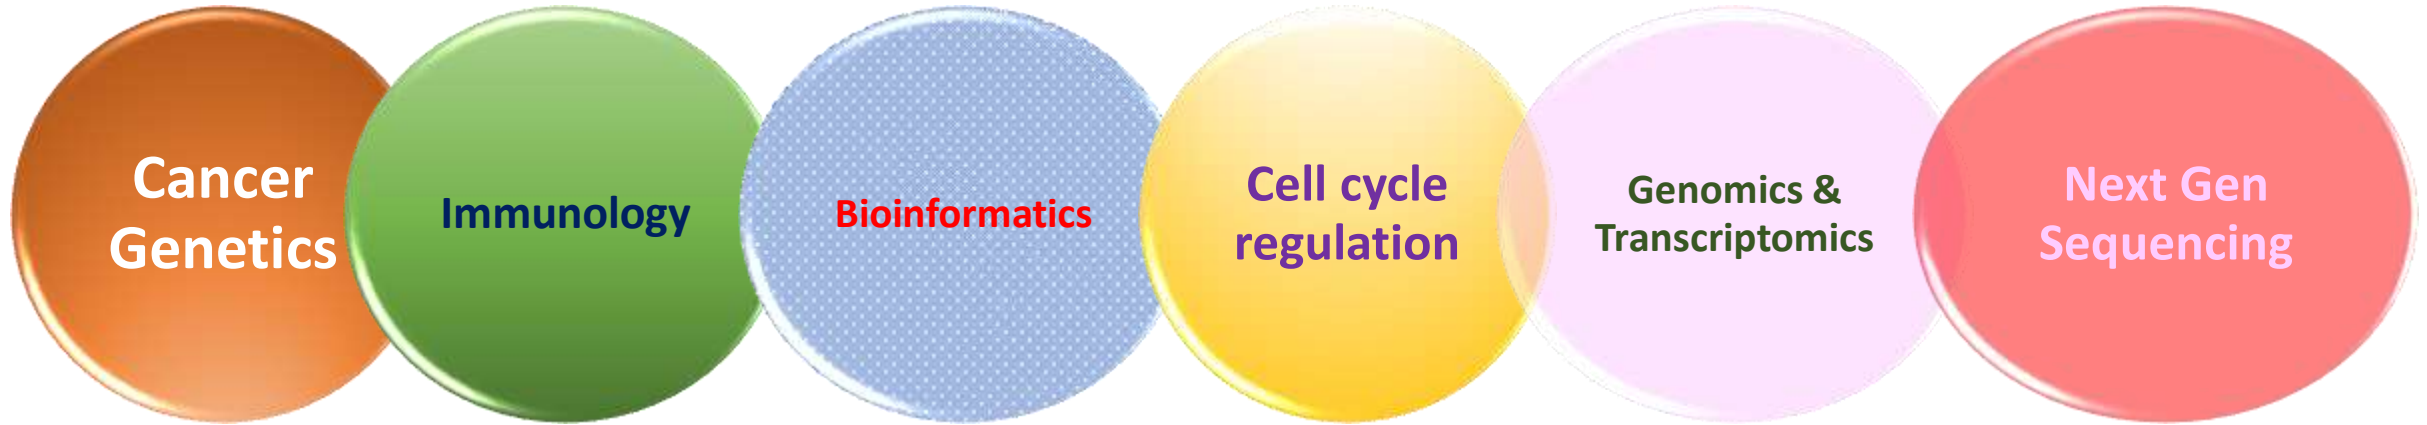 Cancer
Genetics
Immunology
Bioinformatics
Cell cycle
regulation
Genomics &
Transcriptomics
Next Gen
Sequencing